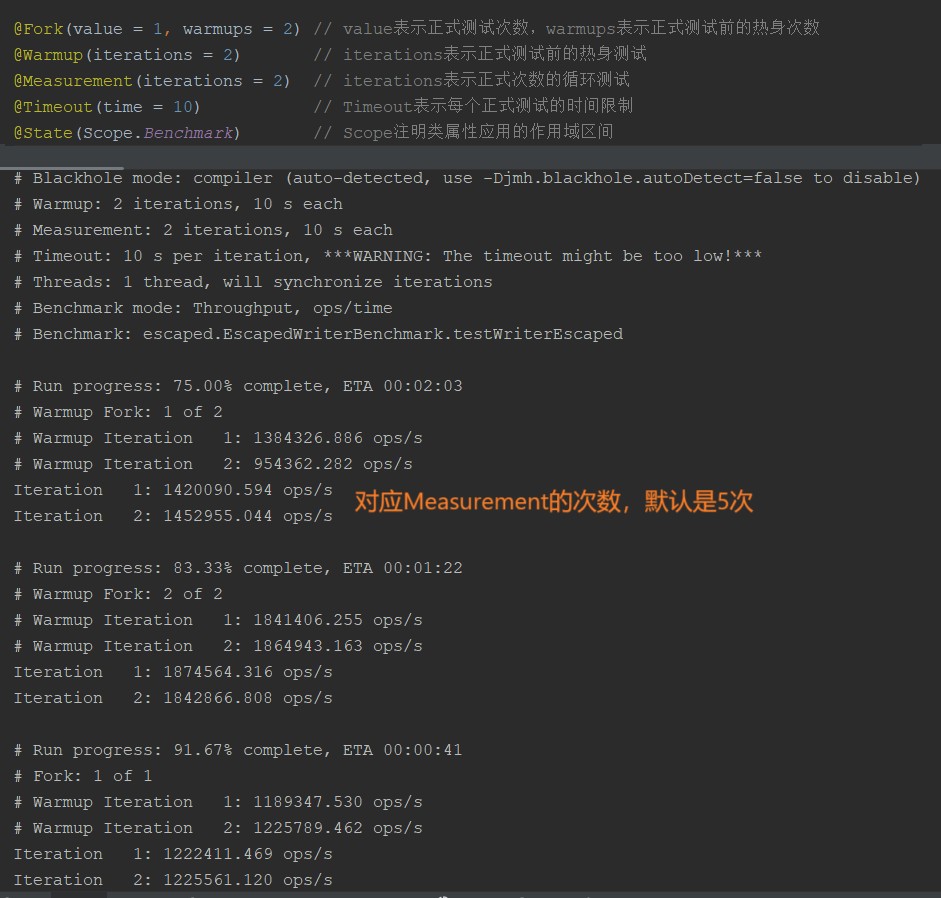 @Fork(value = 1, warmups = 2) // value表示正式测试次数，warmups表示正式测试前的热身次数
@Warmup(iterations = 2) // iterations表示正式测试前的热身测试
@Measurement(iterations = 2) // iterations表示正式次数的循环测试
@Timeout(time = 10) // Timeout表示每个正式测试的时间限制
@State(Scope.Benchmark) // Scope注明类属性应用的作用域区间
# Blackhole mode: compiler (auto-detected, use -Djmh.blackhole.autoDetect=false to disable)
# Warmup: 2 iterations, 10 s each
# Measurement: 2 iterations, 10 s each
# Timeout: 10 s per iteration, ***WARNING: The timeout might be too low!***
# Threads: 1 thread, will synchronize iterations
# Benchmark mode: Throughput, ops/time
# Benchmark: escaped.EscapedWriterBenchmark.testWriterEscaped
# Run progress: 75.00% complete, ETA 00:02:03
# Warmup Fork: 1 of 2
# Warmup Iteration   1: 1384326.886 ops/s
# Warmup Iteration   2: 954362.282 ops/s
Iteration   1: 1420090.594 ops/s
对应Measurement的次数，默认是5次
Iteration   2: 1452955.044 ops/s
# Run progress: 83.33% complete, ETA 00:01:22
# Warmup Fork: 2 of 2
# Warmup Iteration   1: 1841406.255 ops/s
# Warmup Iteration   2: 1864943.163 ops/s
Iteration   1: 1874564.316 ops/s
Iteration   2: 1842866.808 ops/s
# Run progress: 91.67% complete, ETA 00:00:41
# Fork: 1 of 1
# Warmup Iteration   1: 1189347.530 ops/s
# Warmup Iteration   2: 1225789.462 ops/s
Iteration   1: 1222411.469 ops/s
Iteration   2: 1225561.120 ops/s